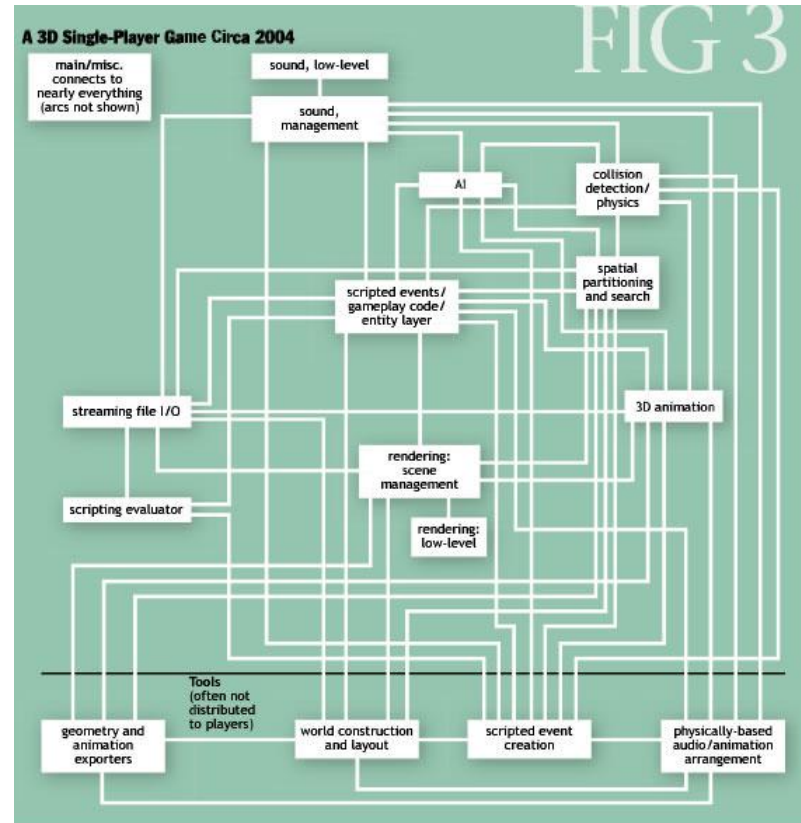 FIG 3
A 3D Single-Player Game Circa 2004
main/misc.
connects to
nearly everything
(arcs not shown)
sound, low-level
sound,
management
AI
collision
detection/
physics
spatial
partitioning
and search
scripted events/
gameplay code/
entity layer
streaming file I/O
3D animation
rendering:
scene
management
scripting evaluator
rendering:
low-level
Tools
(often not
distributed
to players)
geometry and
animation
exporters
world construction
and layout
scripted event
creation
physically-based
audio/animation
arrangement